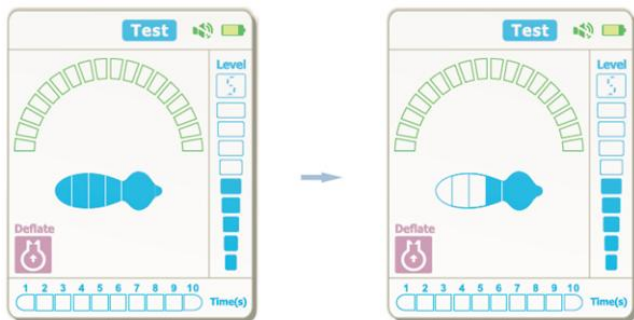 Test
Level
5
Deflate
1 2 3 4 5 6 7 8 9 10
Time(s)
Test
Level
5
Deflate
1 2 3 4 5 6 7 8 9 10
Time(s)